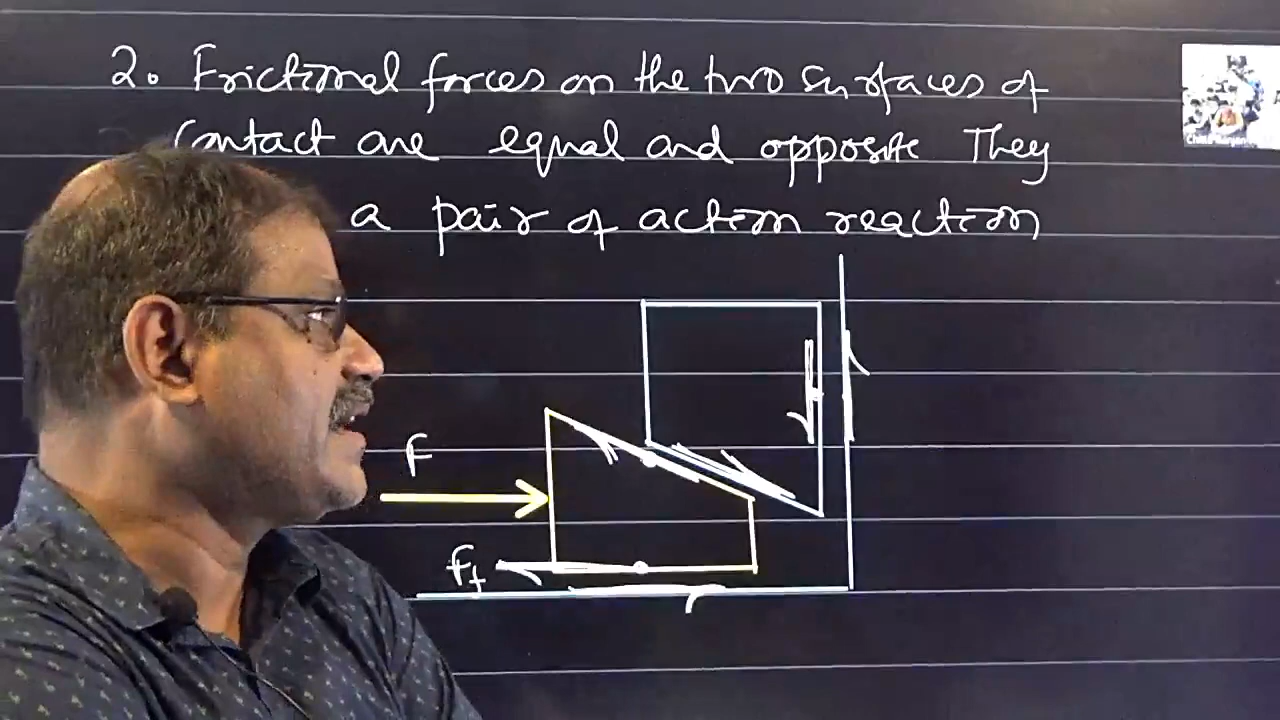 2. Frictional forces on the two surfaces of
Contact are equal and opposite They
a pair of action reaction
F